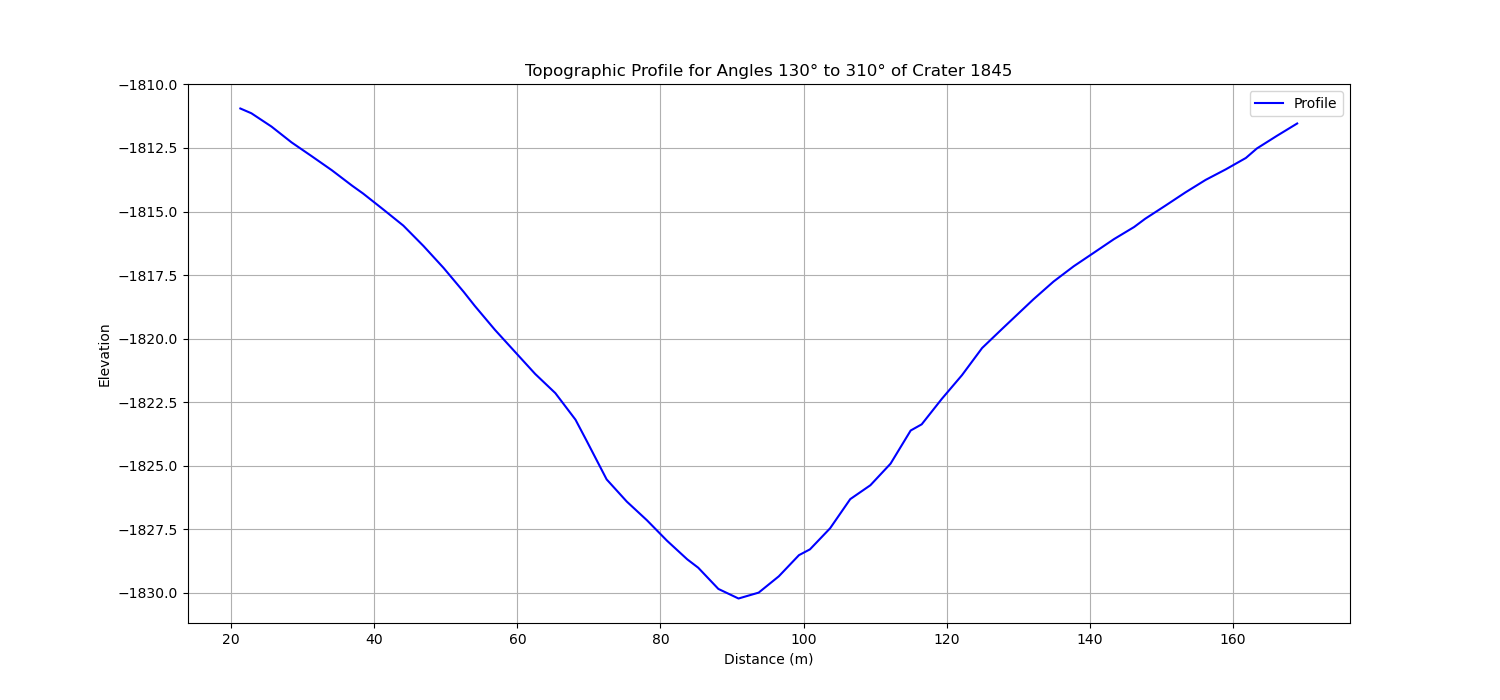 Topographic Profile for Angles 130° to 310° of Crater 1845
Profile
Elevation
−1810.0
−1812.5
−1815.0
−1817.5
−1820.0
−1822.5
−1825.0
−1827.5
−1830.0
20 40 60 80 100 120 140 160
Distance (m)